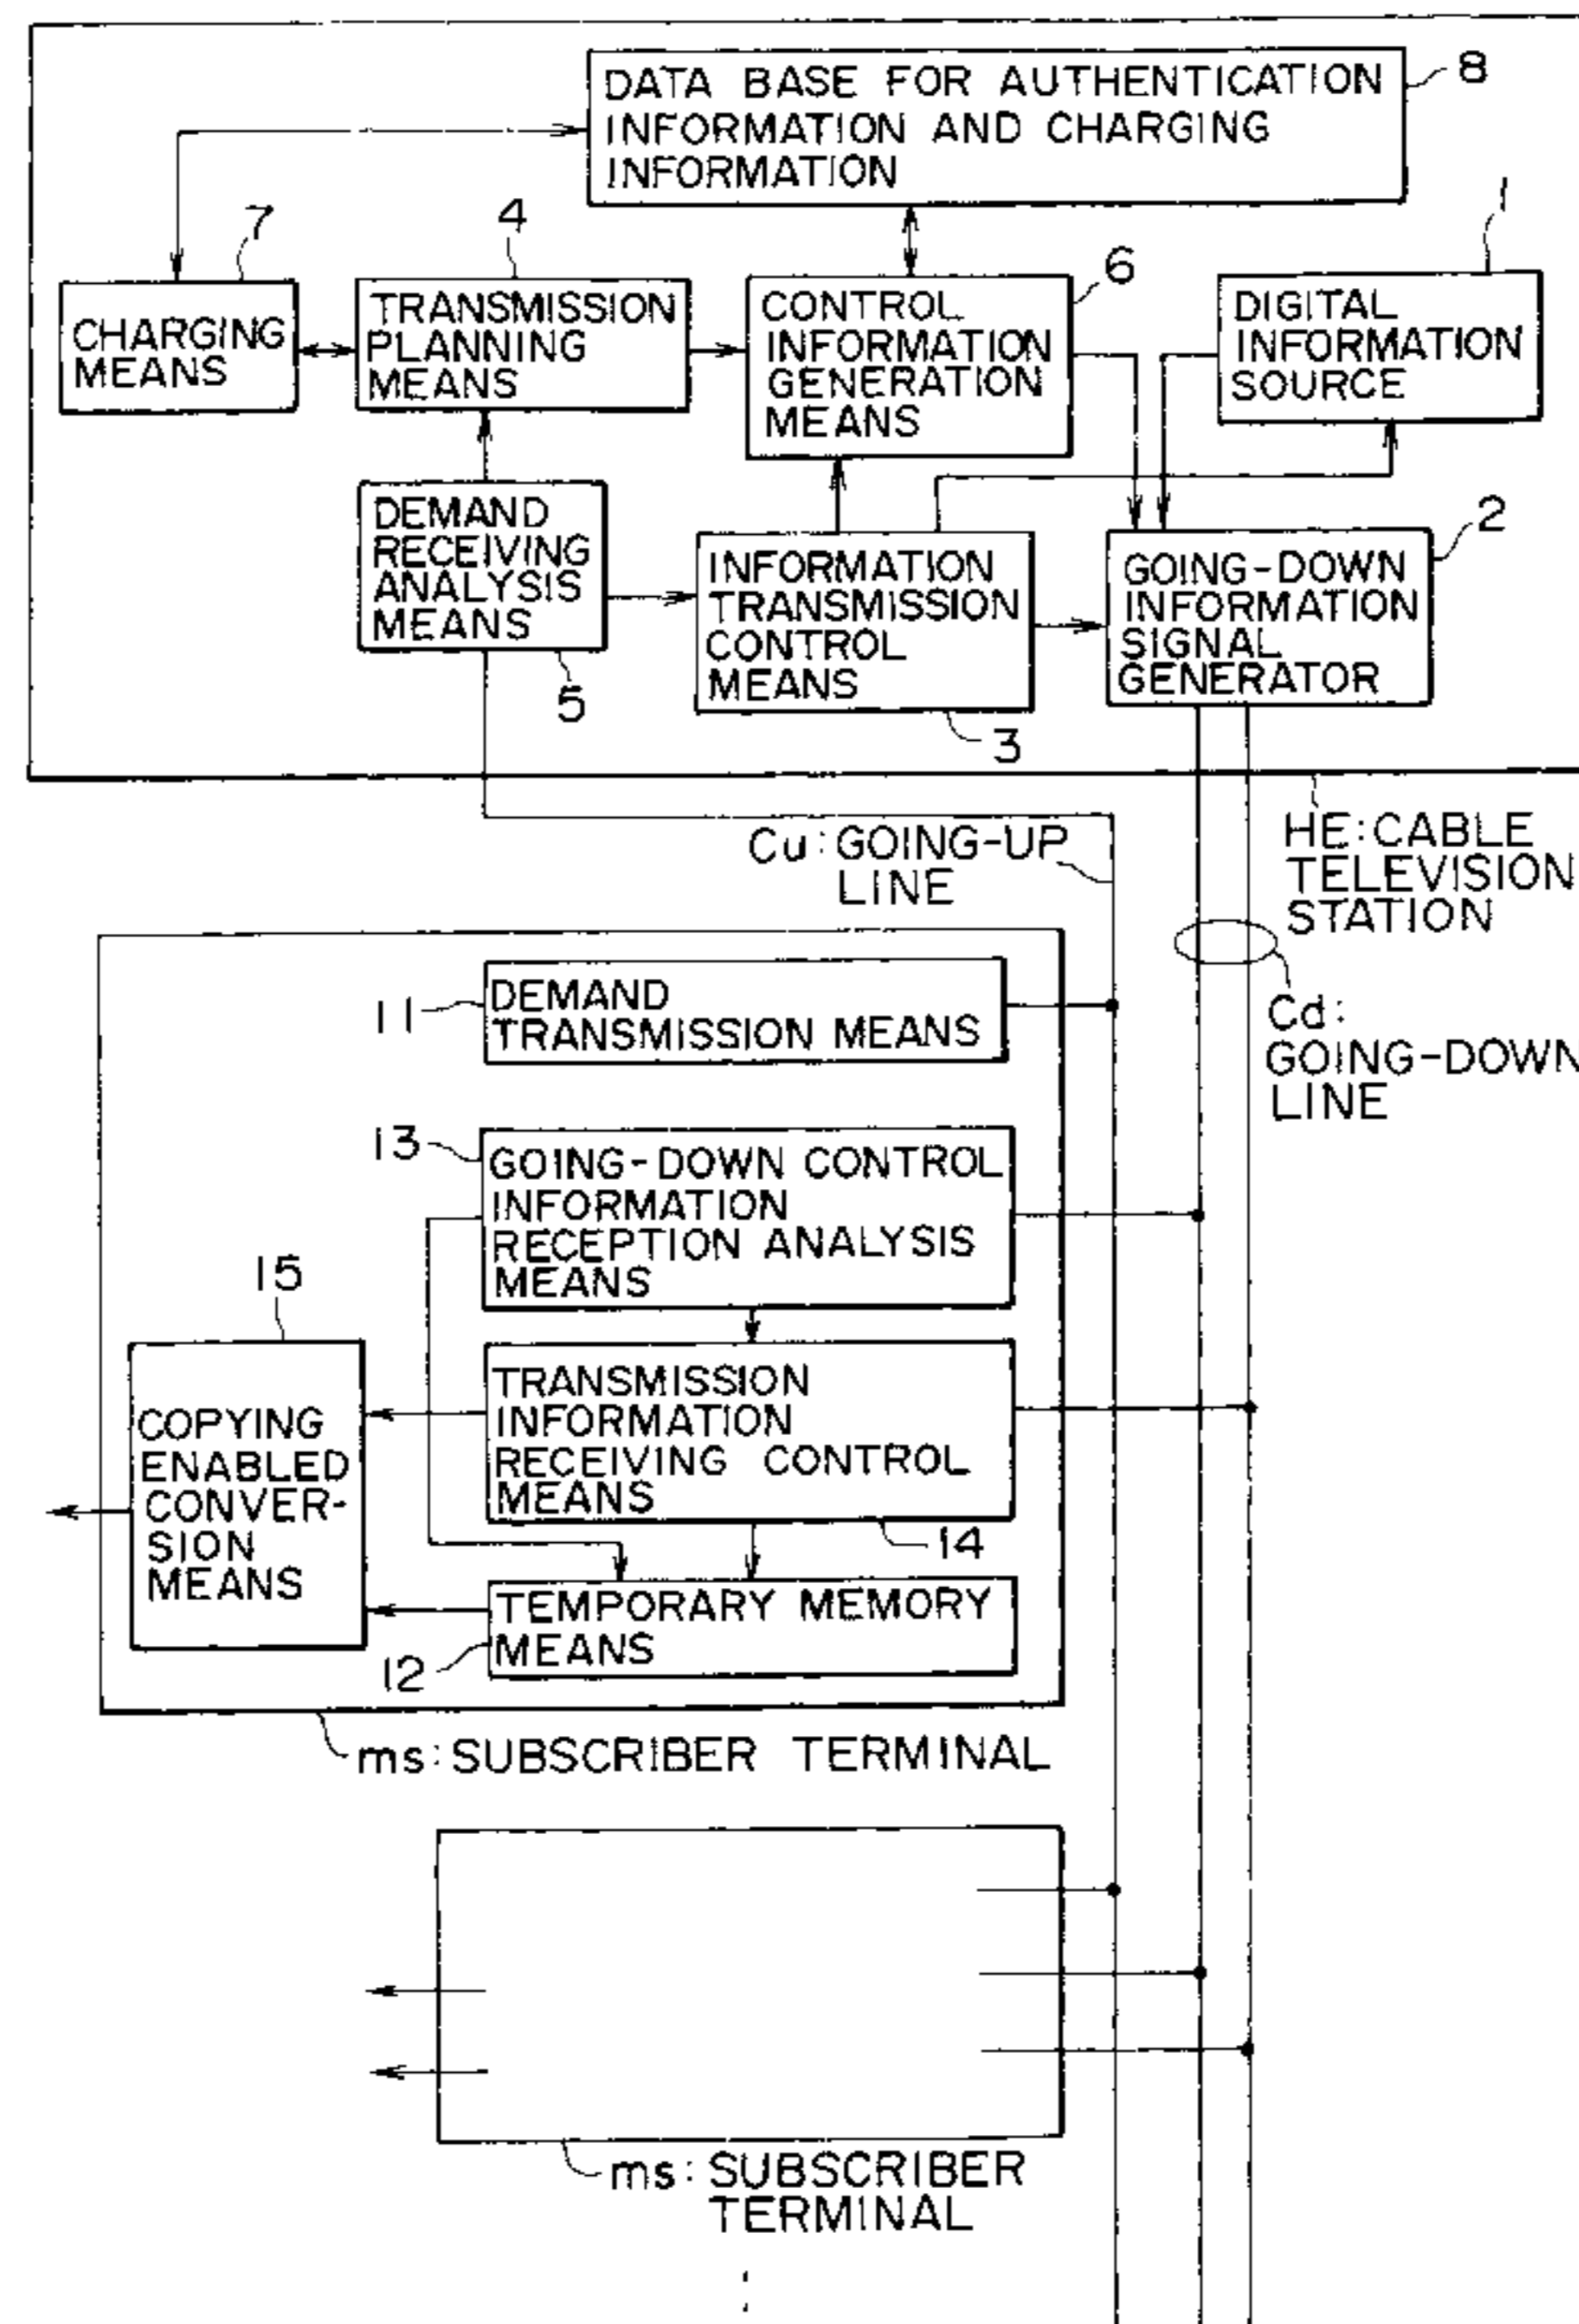 DATA BASE FOR AUTHENTICATION
INFORMATION AND CHARGING
INFORMATION
8
7
4
6
1
CHARGING
MEANS
TRANSMISSION
PLANNING
MEANS
CONTROL
INFORMATION
GENERATION
MEANS
DIGITAL
INFORMATION
SOURCE
DEMAND
RECEIVING
ANALYSIS
MEANS
5
INFORMATION
TRANSMISSION
CONTROL
MEANS
3
GOING-DOWN
INFORMATION
SIGNAL
GENERATOR
2
Cu: GOING-UP
LINE
HE: CABLE
TELEVISION
STATION
Cd:
GOING-DOWN
LINE
11
DEMAND
TRANSMISSION MEANS
13
GOING-DOWN CONTROL
INFORMATION
RECEPTION ANALYSIS
MEANS
15
COPYING
ENABLED
CONVER-
SION
MEANS
TRANSMISSION
INFORMATION
RECEIVING CONTROL
MEANS
14
TEMPORARY MEMORY
MEANS
12
ms: SUBSCRIBER TERMINAL
ms: SUBSCRIBER
TERMINAL